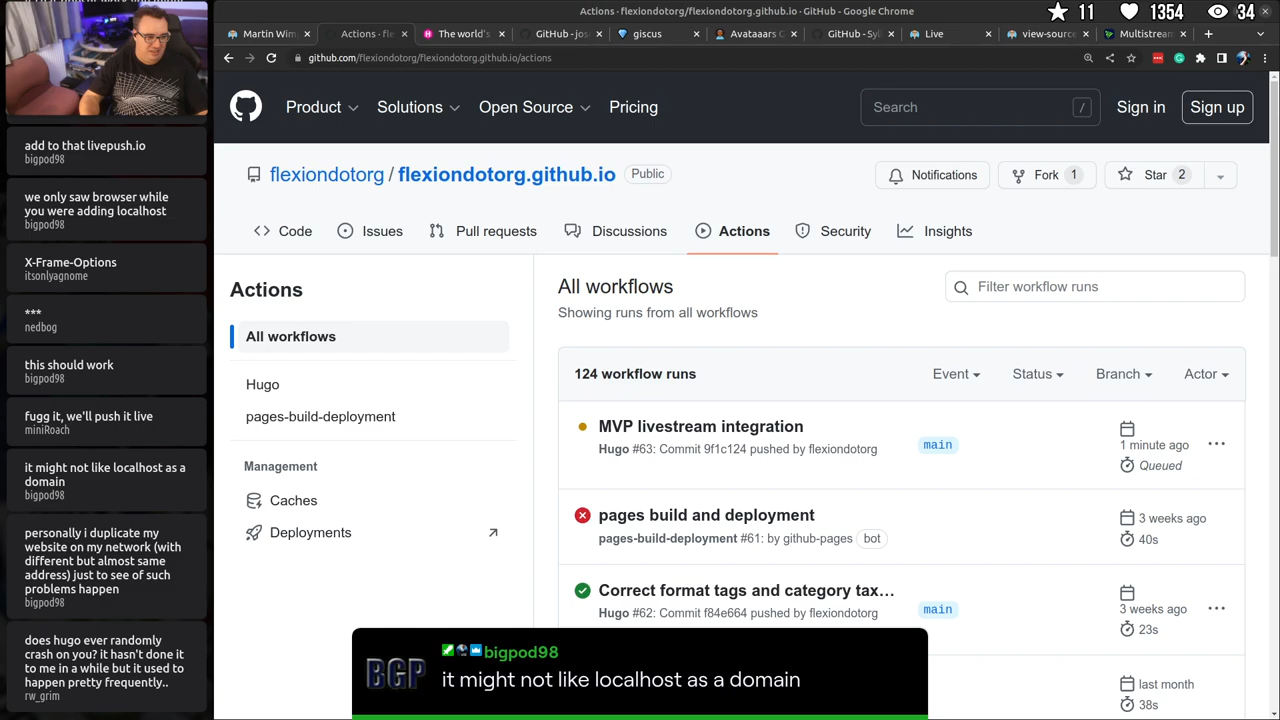 Actions · flexiondotorg/flexiondotorg.github.io · GitHub - Google Chrome
11
1354
34
Martin Wim
Actions · fle
The world's
GitHub - jos
giscus
Avataaars G
GitHub - Syl
Live
view-source
Multistream
github.com/flexiondotorg/flexiondotorg.github.io/actions
Product
Solutions
Open Source
Pricing
Search
/
Sign in
Sign up
flexiondotorg / flexiondotorg.github.io
Public
Notifications
Fork 1
Star 2
Code
Issues
Pull requests
Discussions
Actions
Security
Insights
Actions
All workflows
Hugo
pages-build-deployment
Management
Caches
Deployments
All workflows
Showing runs from all workflows
Filter workflow runs
124 workflow runs
Event
Status
Branch
Actor
MVP livestream integration
Hugo #63: Commit 9f1c124 pushed by flexiondotorg
main
1 minute ago
Queued
pages build and deployment
pages-build-deployment #61: by github-pages
bot
3 weeks ago
40s
Correct format tags and category tax...
Hugo #62: Commit f84e664 pushed by flexiondotorg
main
3 weeks ago
23s
last month
38s
add to that livepush.io
bigpod98
we only saw browser while
you were adding localhost
bigpod98
X-Frame-Options
itsonlyagnome
***
nedbog
this should work
bigpod98
fugg it, we'll push it live
miniRoach
it might not like localhost as a
domain
bigpod98
personally i duplicate my
website on my network (with
different but almost same
address) just to see of such
problems happen
bigpod98
does hugo ever randomly
crash on you? it hasn't done it
to me in a while but it used to
happen pretty frequently..
rw_grim
BGP
bigpod98
it might not like localhost as a domain